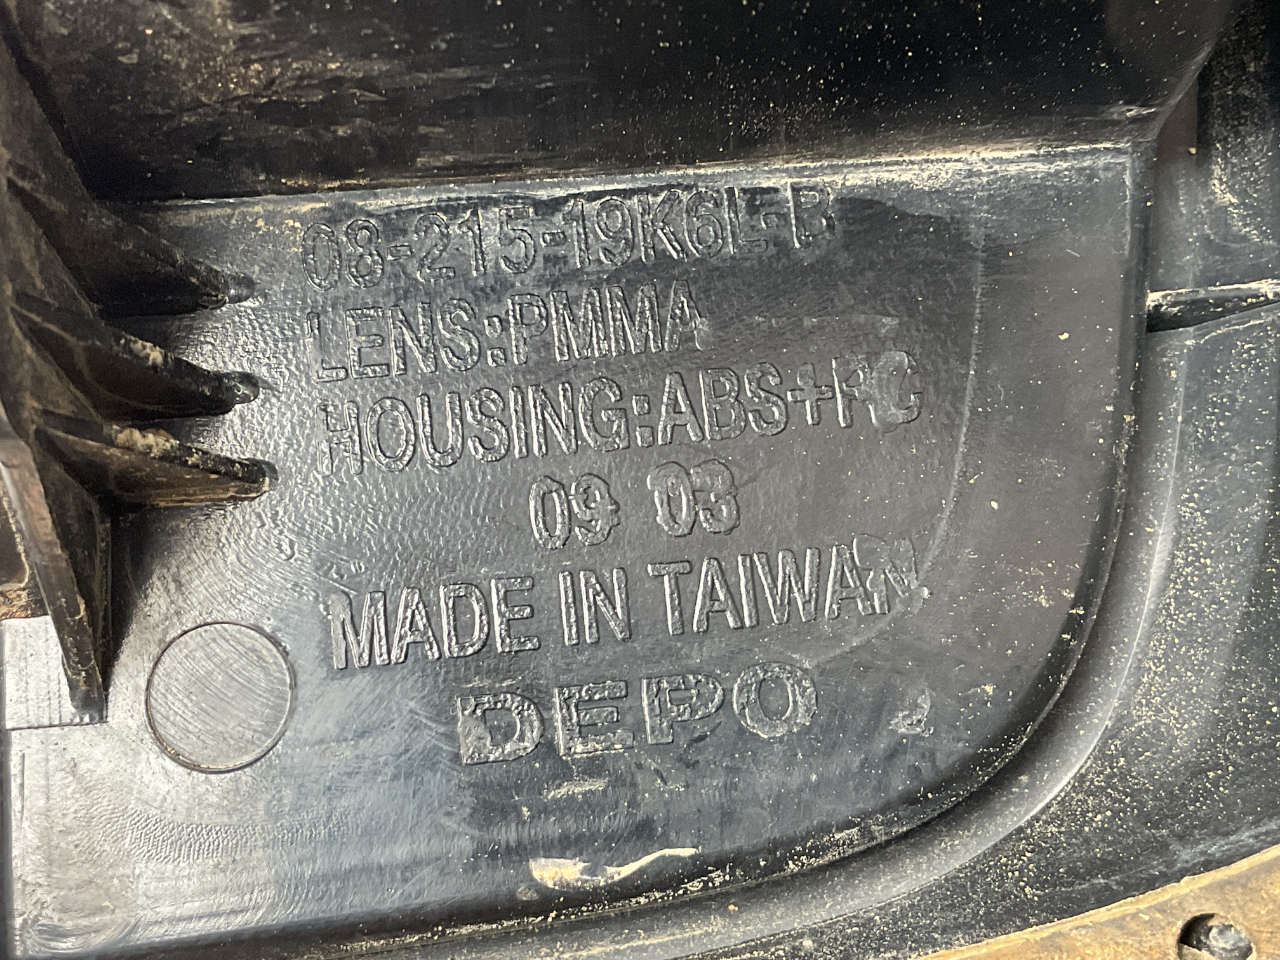 08-215-19K6L-B
LENS:PMMA
HOUSING:ABS+PC
09 03
MADE IN TAIWAN
DEPO